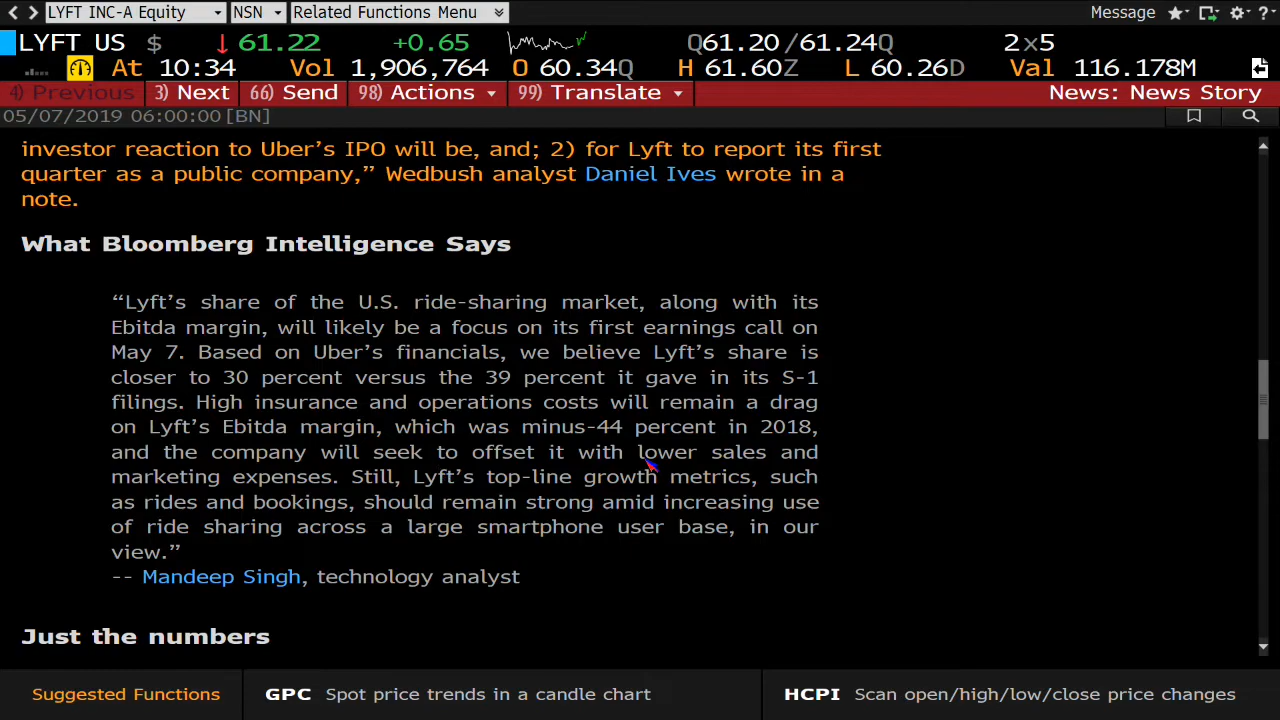 LYFT INC-A Equity NSN Related Functions Menu Message
LYFT US $ ↓61.22 +0.65 Q61.20/61.24Q 2x5
At 10:34 Vol 1,906,764 O 60.34Q H 61.60Z L 60.26D Val 116.178M
4) Previous 3) Next 66) Send 98) Actions 99) Translate News: News Story
05/07/2019 06:00:00 [BN]
investor reaction to Uber’s IPO will be, and; 2) for Lyft to report its first
quarter as a public company,” Wedbush analyst Daniel Ives wrote in a
note.
What Bloomberg Intelligence Says
“Lyft’s share of the U.S. ride-sharing market, along with its
Ebitda margin, will likely be a focus on its first earnings call on
May 7. Based on Uber’s financials, we believe Lyft’s share is
closer to 30 percent versus the 39 percent it gave in its S-1
filings. High insurance and operations costs will remain a drag
on Lyft’s Ebitda margin, which was minus-44 percent in 2018,
and the company will seek to offset it with lower sales and
marketing expenses. Still, Lyft’s top-line growth metrics, such
as rides and bookings, should remain strong amid increasing use
of ride sharing across a large smartphone user base, in our
view.”
-- Mandeep Singh, technology analyst
Just the numbers
Suggested Functions GPC Spot price trends in a candle chart HCPI Scan open/high/low/close price changes